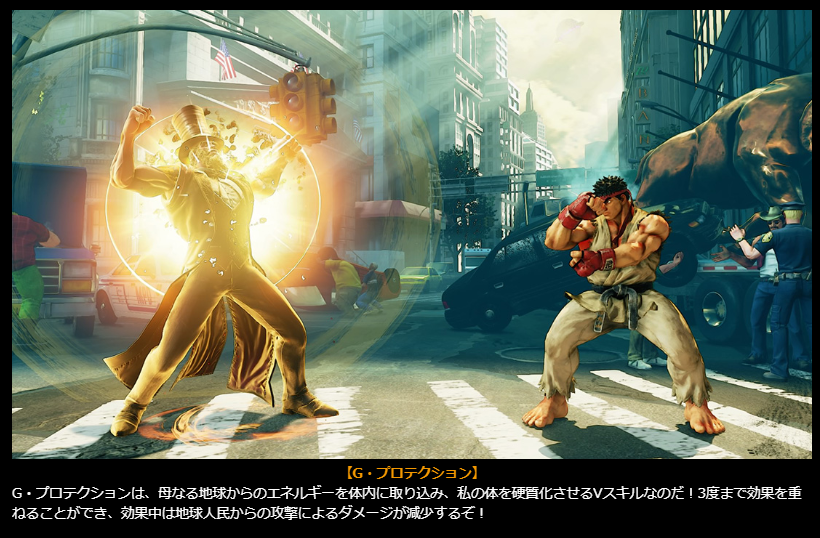 【G・プロテクション】
G・プロテクションは、母なる地球からのエネルギーを体内に取り込み、私の体を硬質化させるVスキルなのだ！3度まで効果を重
ねることができ、効果中は地球人民からの攻撃によるダメージが減少するぞ！